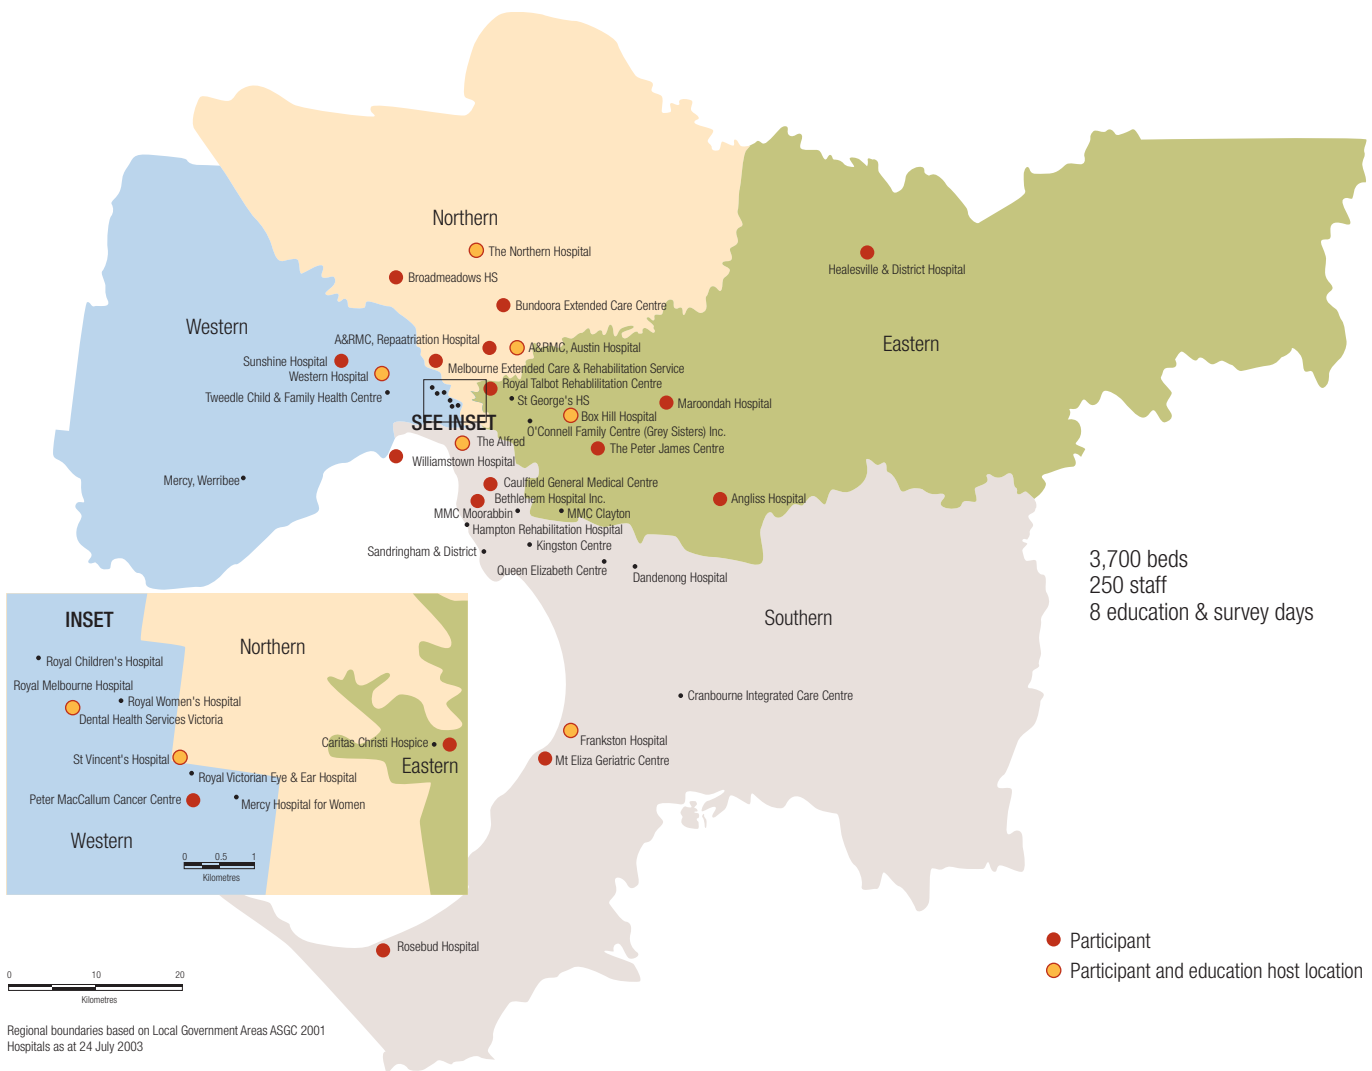 Northern
The Northern Hospital
Broadmeadows HS
Healesville & District Hospital
Bundoora Extended Care Centre
Western
A&RMC, Repaatriation Hospital
A&RMC, Austin Hospital
Eastern
Sunshine Hospital
Melbourne Extended Care & Rehabilitation Service
Western Hospital
Royal Talbot Rehablilitation Centre
Tweedle Child & Family Health Centre
St George's HS
Maroondah Hospital
SEE INSET
Box Hill Hospital
O'Connell Family Centre (Grey Sisters) Inc.
The Alfred
The Peter James Centre
Williamstown Hospital
Mercy, Werribee
Caulfield General Medical Centre
Bethlehem Hospital Inc.
Angliss Hospital
MMC Moorabbin
MMC Clayton
Hampton Rehabilitation Hospital
Kingston Centre
Sandringham & District
Queen Elizabeth Centre
Dandenong Hospital
3,700 beds
250 staff
8 education & survey days
Southern
Cranbourne Integrated Care Centre
Frankston Hospital
Mt Eliza Geriatric Centre
INSET
Northern
Royal Children's Hospital
Royal Melbourne Hospital
Royal Women's Hospital
Dental Health Services Victoria
Caritas Christi Hospice
St Vincent's Hospital
Eastern
Royal Victorian Eye & Ear Hospital
Peter MacCallum Cancer Centre
Mercy Hospital for Women
Western
0 0.5 1
Kilometres
Rosebud Hospital
Participant
Participant and education host location
0 10 20
Kilometres
Regional boundaries based on Local Government Areas ASGC 2001
Hospitals as at 24 July 2003